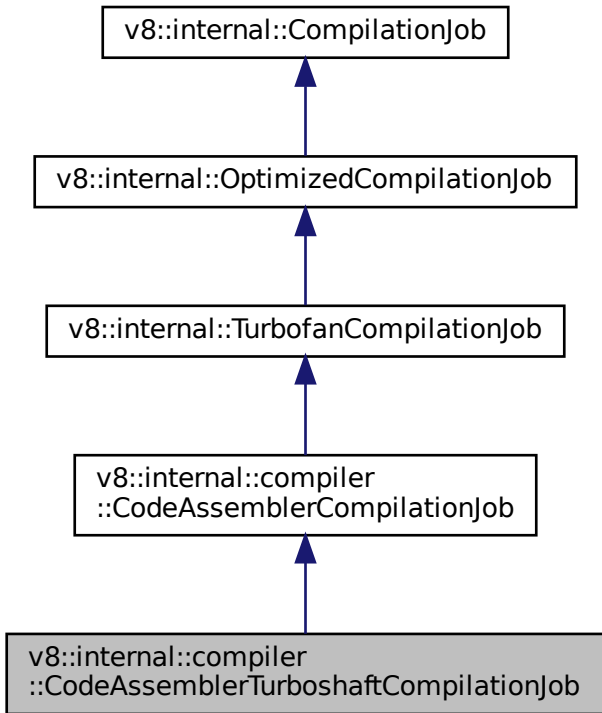 v8::internal::CompilationJob
v8::internal::OptimizedCompilationJob
v8::internal::TurbofanCompilationJob
v8::internal::compiler
::CodeAssemblerCompilationJob
v8::internal::compiler
::CodeAssemblerTurboshaftCompilationJob